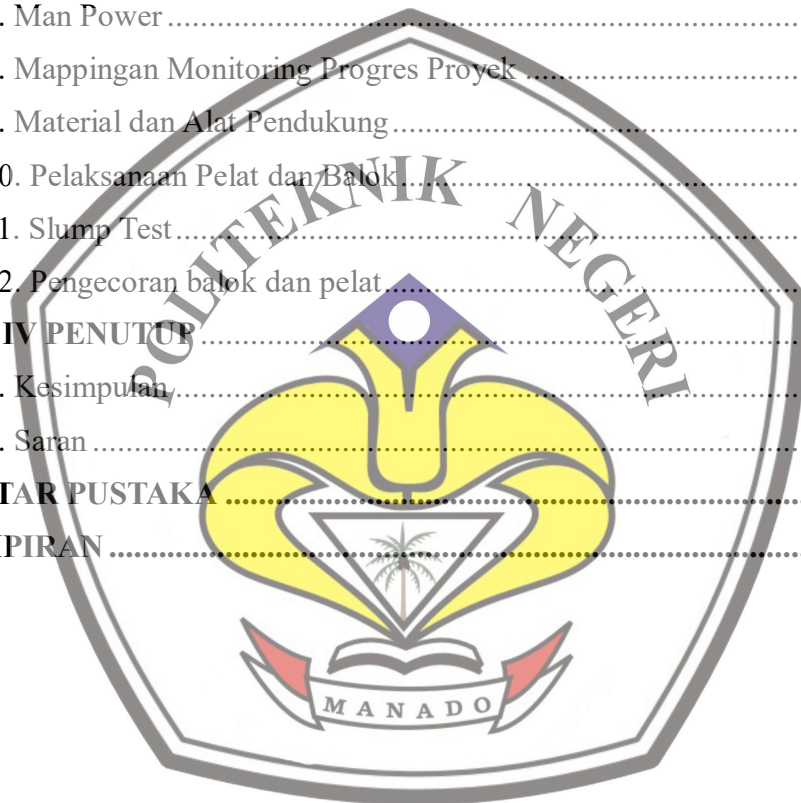 . Man Power
. Mappingan Monitoring Progres Proyek
. Material dan Alat Pendukung
0. Pelaksanaan Pelat dan Balok
1. Slump Test
2. Pengecoran balok dan pelat
IV PENUTUP
. Kesimpulan
. Saran
TAR PUSTAKA
PIRAN
POLITEKNIK NEGERI
MANADO